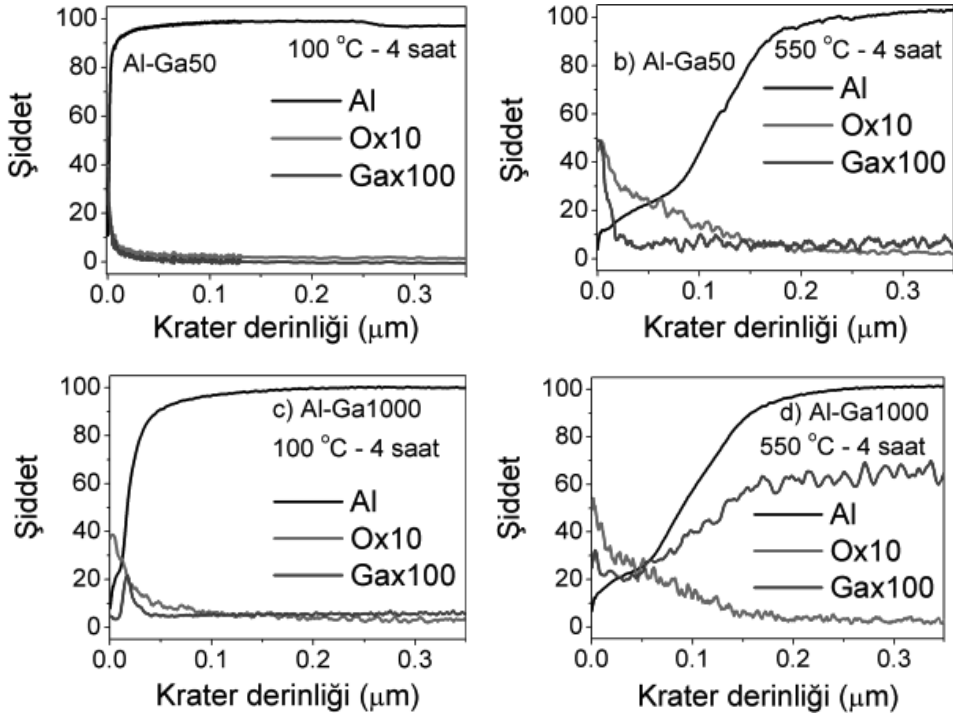 Al-Ga50
100 °C - 4 saat
Al
Ox10
Gax100
Şiddet
100
80
60
40
20
0
0.0 0.1 0.2 0.3
Krater derinliği (μm)
b) Al-Ga50
550 °C - 4 saat
Al
Ox10
Gax100
Şiddet
100
80
60
40
20
0
0.0 0.1 0.2 0.3
Krater derinliği (μm)
c) Al-Ga1000
100 °C - 4 saat
Al
Ox10
Gax100
Şiddet
100
80
60
40
20
0
0.0 0.1 0.2 0.3
Krater derinliği (μm)
d) Al-Ga1000
550 °C - 4 saat
Al
Ox10
Gax100
Şiddet
100
80
60
40
20
0
0.0 0.1 0.2 0.3
Krater derinliği (μm)